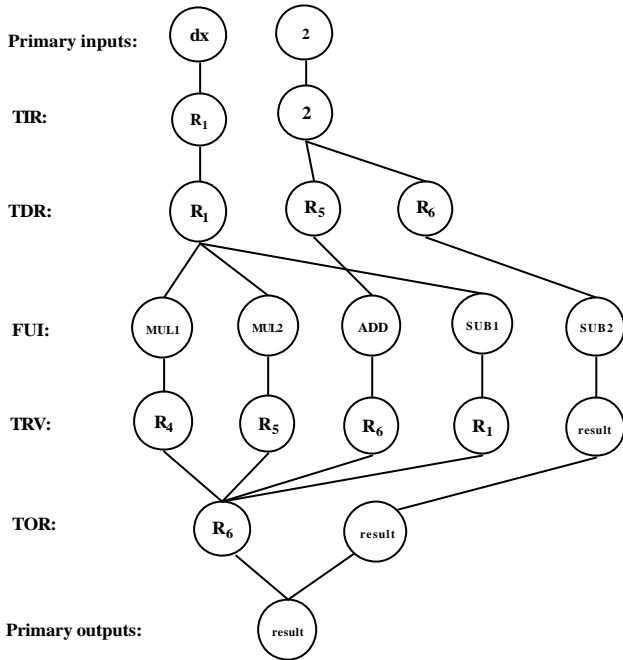 Primary inputs: dx 2
TIR: R₁ 2
TDR: R₁ R₅ R₆
FUI: MUL1 MUL2 ADD SUB1 SUB2
TRV: R₄ R₅ R₆ R₁ result
TOR: R₆ result
Primary outputs: result